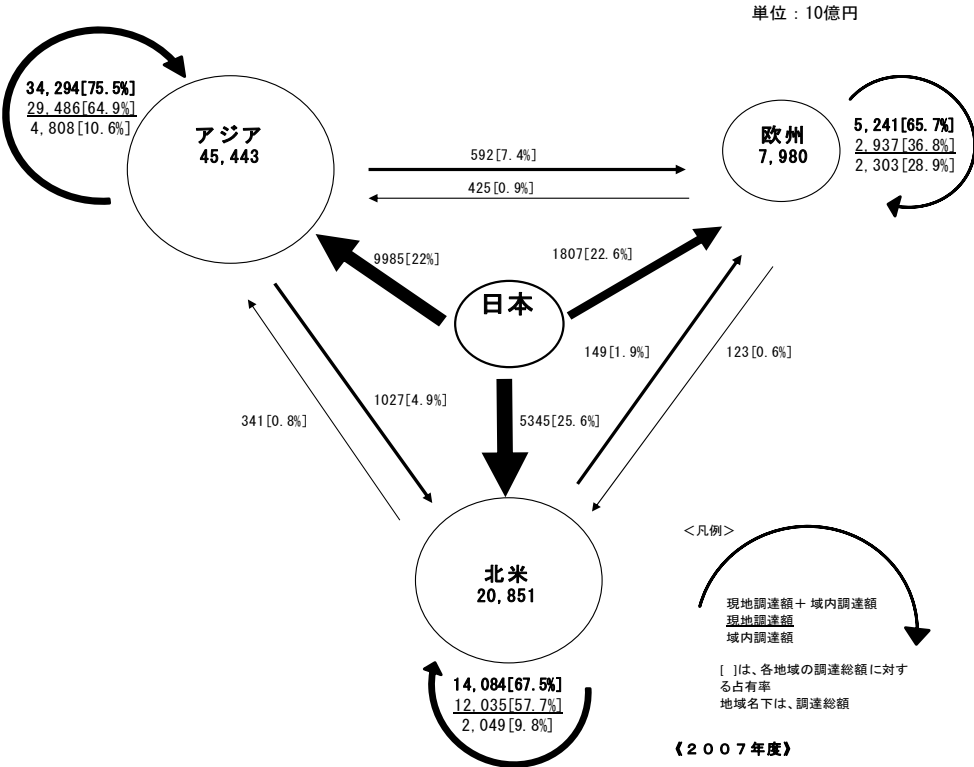 単位：10億円
34,294[75.5%]
29,486[64.9%]
4,808[10.6%]
アジア
45,443
欧州
7,980
5,241[65.7%]
2,937[36.8%]
2,303[28.9%]
592[7.4%]
425[0.9%]
9985[22%]
1807[22.6%]
日本
149[1.9%]
123[0.6%]
341[0.8%]
1027[4.9%]
5345[25.6%]
北米
20,851
14,084[67.5%]
12,035[57.7%]
2,049[9.8%]
＜凡例＞
現地調達額＋ 域内調達額
現地調達額
域内調達額
[ ]は、各地域の調達総額に対す
る占有率
地域名下は、調達総額
《２００７年度》